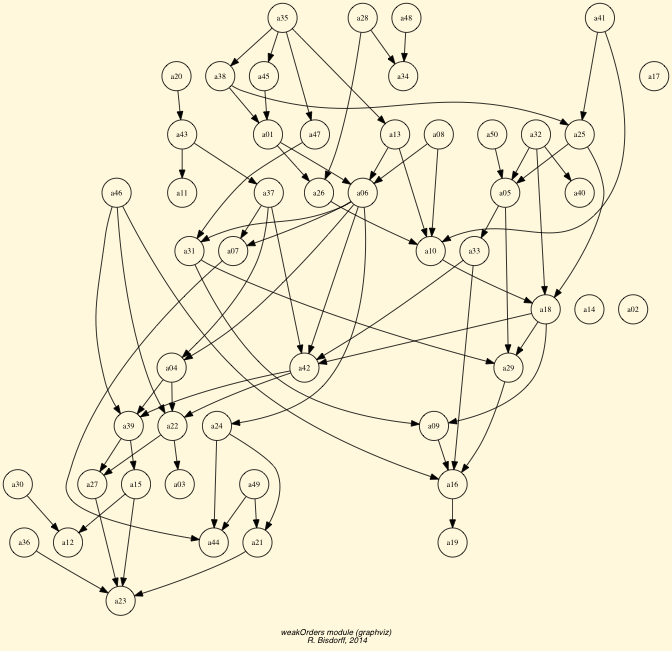 a35 a28 a48 a41
a20 a38 a45 a34 a17
a43 a01 a47 a13 a08 a50 a32 a25
a46 a11 a37 a26 a06 a05 a40
a31 a07 a10 a33
a18 a14 a02
a04 a42 a29
a39 a22 a24 a09
a30 a27 a15 a03 a49 a16
a36 a12 a44 a21 a19
a23
weakOrders module (graphviz)
R. Bisdorff, 2014